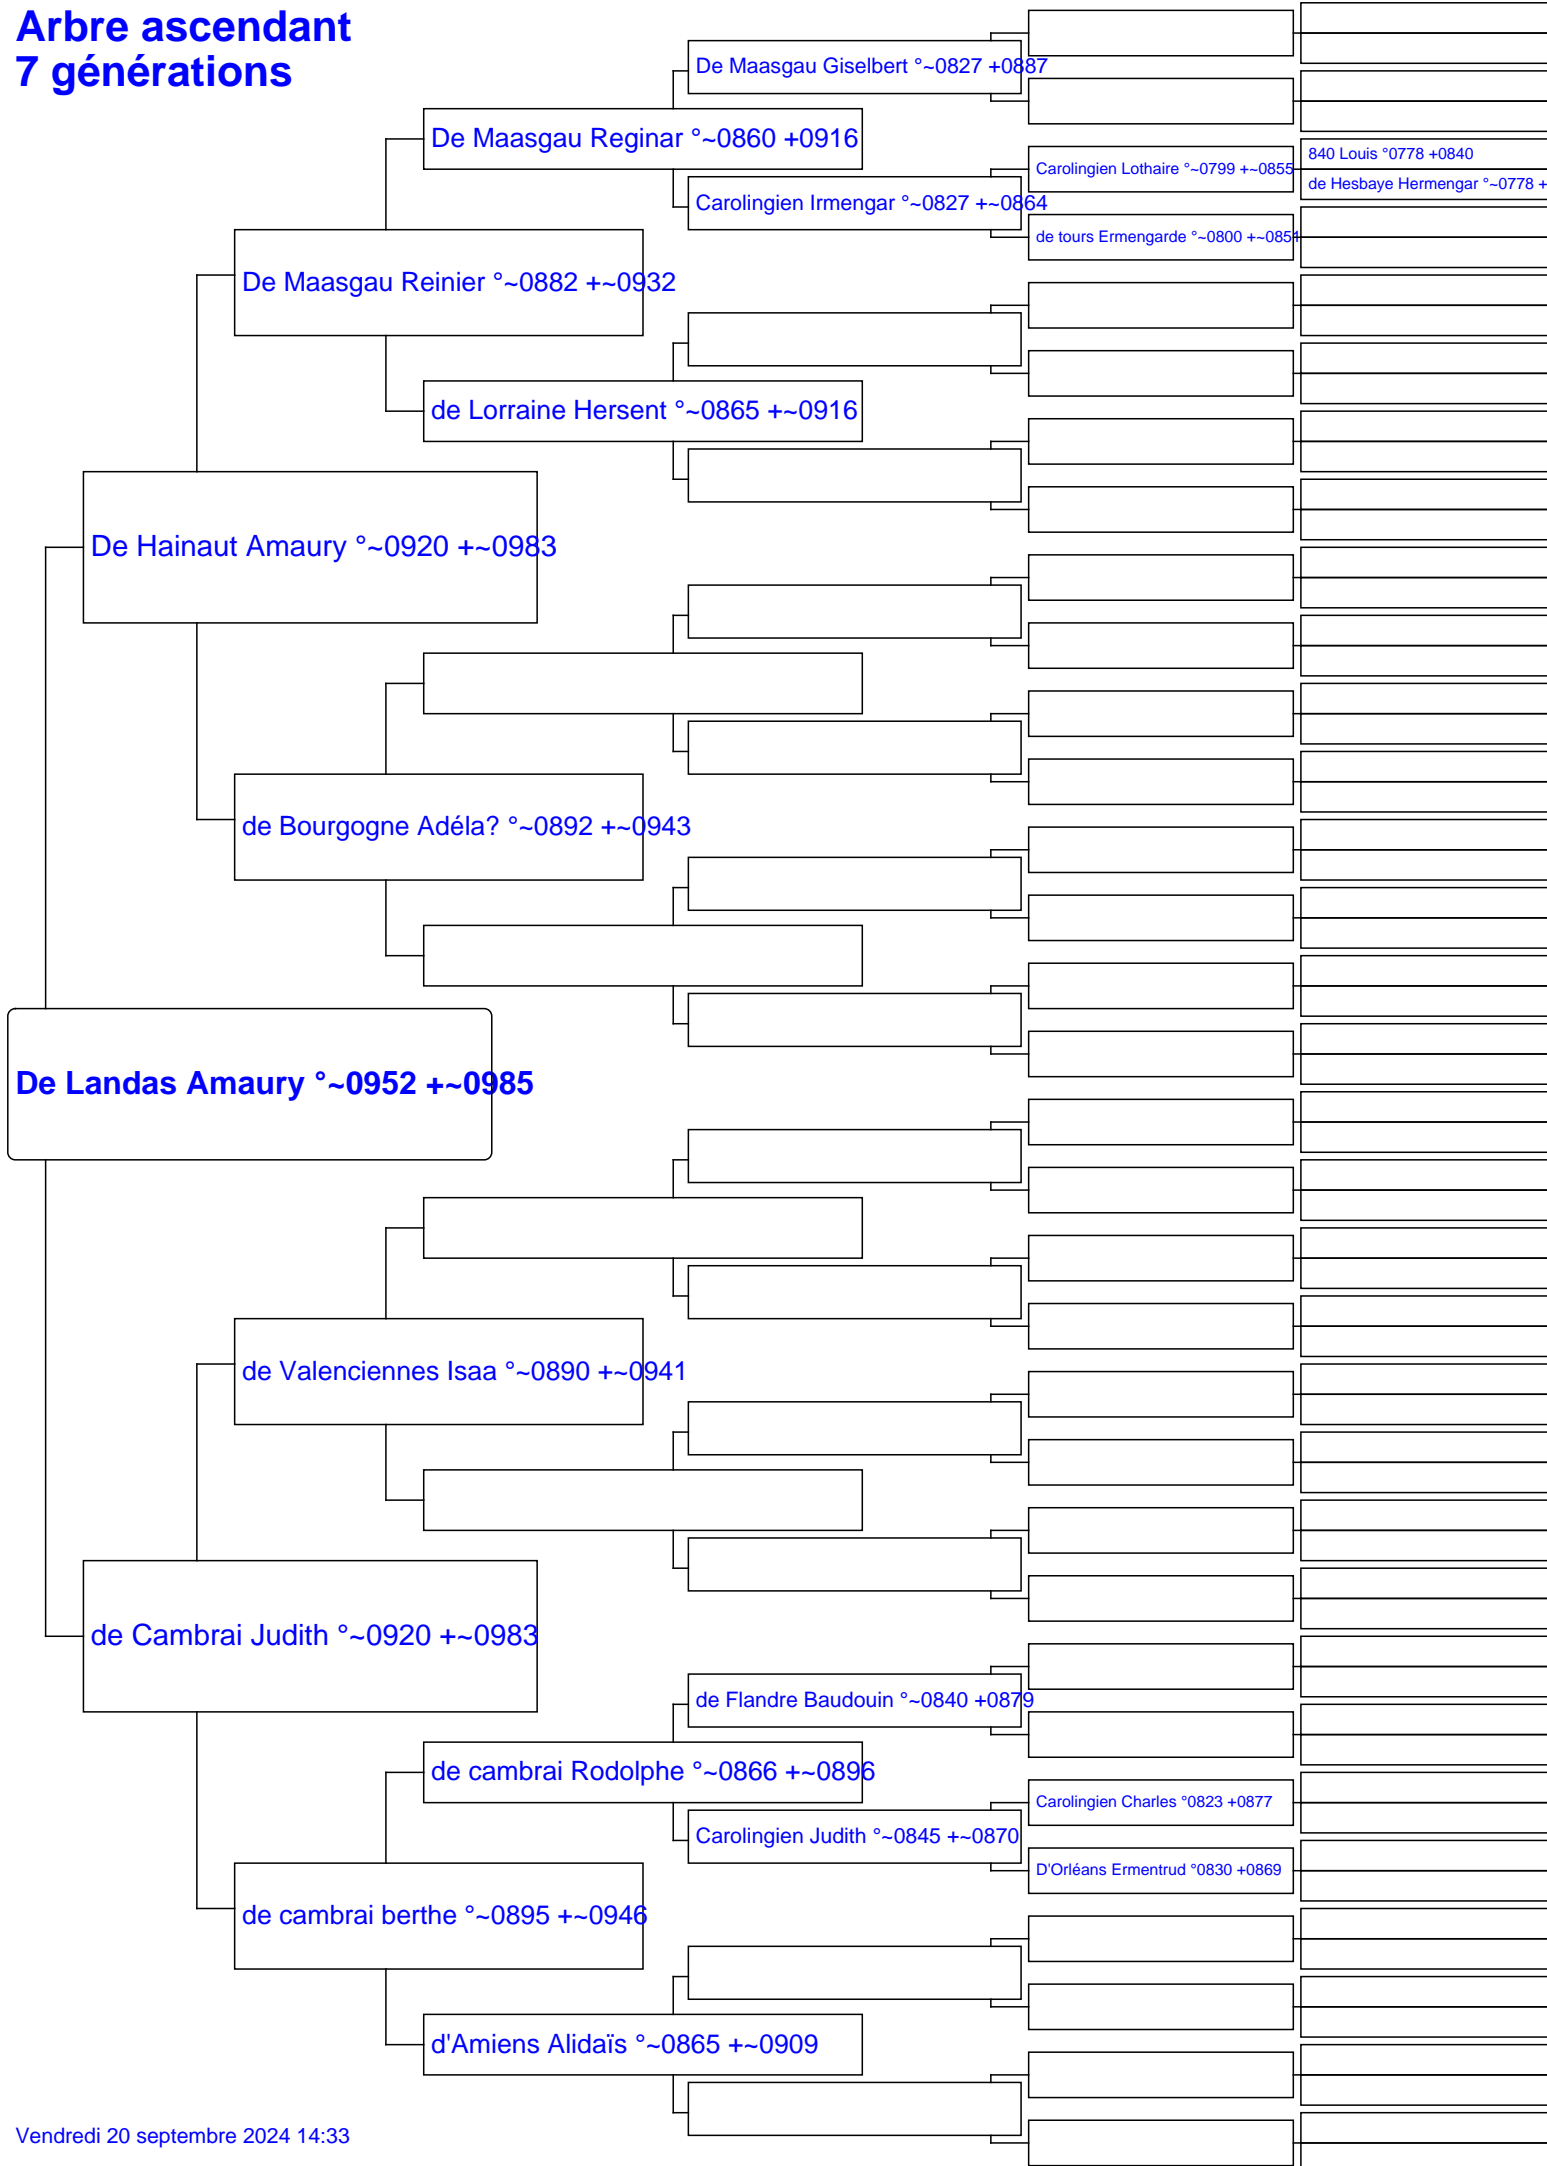 Arbre ascendant
7 générations
De Maasgau Giselbert °~0827 +0887
De Maasgau Reginar °~0860 +0916
840 Louis °0778 +0840
Carolingien Lothaire °~0799 +~0855
de Hesbaye Hermengar °~0778 +
Carolingien Irmengar °~0827 +~0864
de tours Ermengarde °~0800 +~0851
De Maasgau Reinier °~0882 +~0932
de Lorraine Hersent °~0865 +~0916
De Hainaut Amaury °~0920 +~0983
de Bourgogne Adéla? °~0892 +~0943
De Landas Amaury °~0952 +~0985
de Valenciennes Isaa °~0890 +~0941
de Cambrai Judith °~0920 +~0983
de Flandre Baudouin °~0840 +0879
de cambrai Rodolphe °~0866 +~0896
Carolingien Charles °0823 +0877
Carolingien Judith °~0845 +~0870
D'Orléans Ermentrud °0830 +0869
de cambrai berthe °~0895 +~0946
d'Amiens Alidaïs °~0865 +~0909
Vendredi 20 septembre 2024 14:33